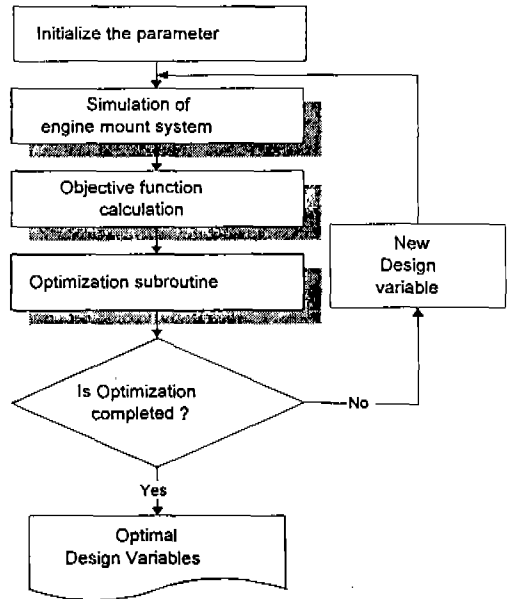 Initialize the parameter
Simulation of
engine mount system
Objective function
calculation
Optimization subroutine
New
Design
variable
Is Optimization
completed ?
No
Yes
Optimal
Design Variables